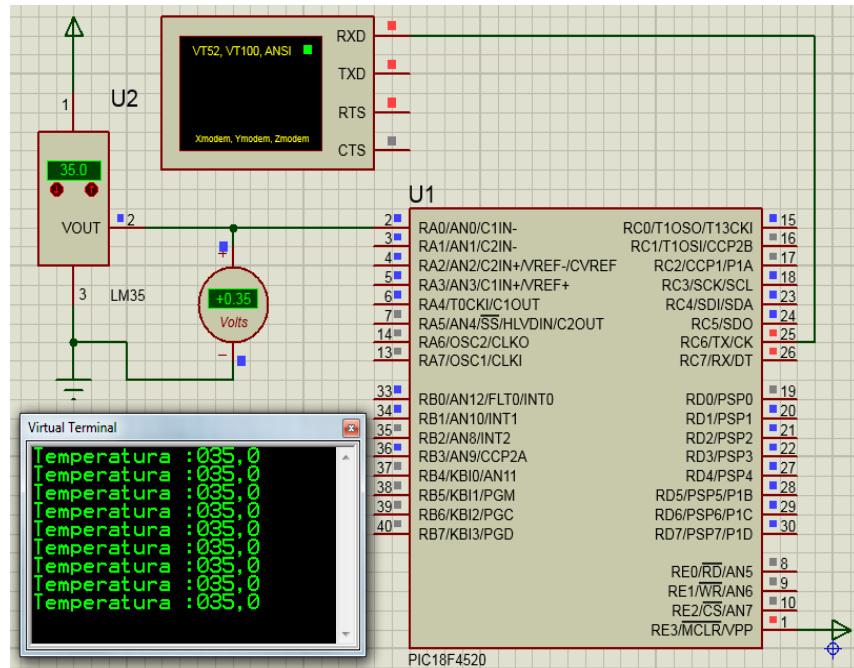 VT52, VT100, ANSI
Xmodem, Ymodem, Zmodem
RXD
TXD
RTS
CTS
U2
1
35.0
VOUT
2
3
LM35
+
+0.35
Volts
−
U1
2 RA0/AN0/C1IN-
3 RA1/AN1/C2IN-
4 RA2/AN2/C2IN+/VREF-/CVREF
5 RA3/AN3/C1IN+/VREF+
6 RA4/T0CKI/C1OUT
7 RA5/AN4/SS/HLVDIN/C2OUT
14 RA6/OSC2/CLKO
13 RA7/OSC1/CLKI
33 RB0/AN12/FLT0/INT0
34 RB1/AN10/INT1
35 RB2/AN8/INT2
36 RB3/AN9/CCP2A
37 RB4/KBI0/AN11
38 RB5/KBI1/PGM
39 RB6/KBI2/PGC
40 RB7/KBI3/PGD
RC0/T1OSO/T13CKI 15
RC1/T1OSI/CCP2B 16
RC2/CCP1/P1A 17
RC3/SCK/SCL 18
RC4/SDI/SDA 23
RC5/SDO 24
RC6/TX/CK 25
RC7/RX/DT 26
RD0/PSP0 19
RD1/PSP1 20
RD2/PSP2 21
RD3/PSP3 22
RD4/PSP4 27
RD5/PSP5/P1B 28
RD6/PSP6/P1C 29
RD7/PSP7/P1D 30
RE0/RD/AN5 8
RE1/WR/AN6 9
RE2/CS/AN7 10
RE3/MCLR/VPP 1
PIC18F4520
Virtual Terminal
Temperatura :035,0
Temperatura :035,0
Temperatura :035,0
Temperatura :035,0
Temperatura :035,0
Temperatura :035,0
Temperatura :035,0
Temperatura :035,0
Temperatura :035,0